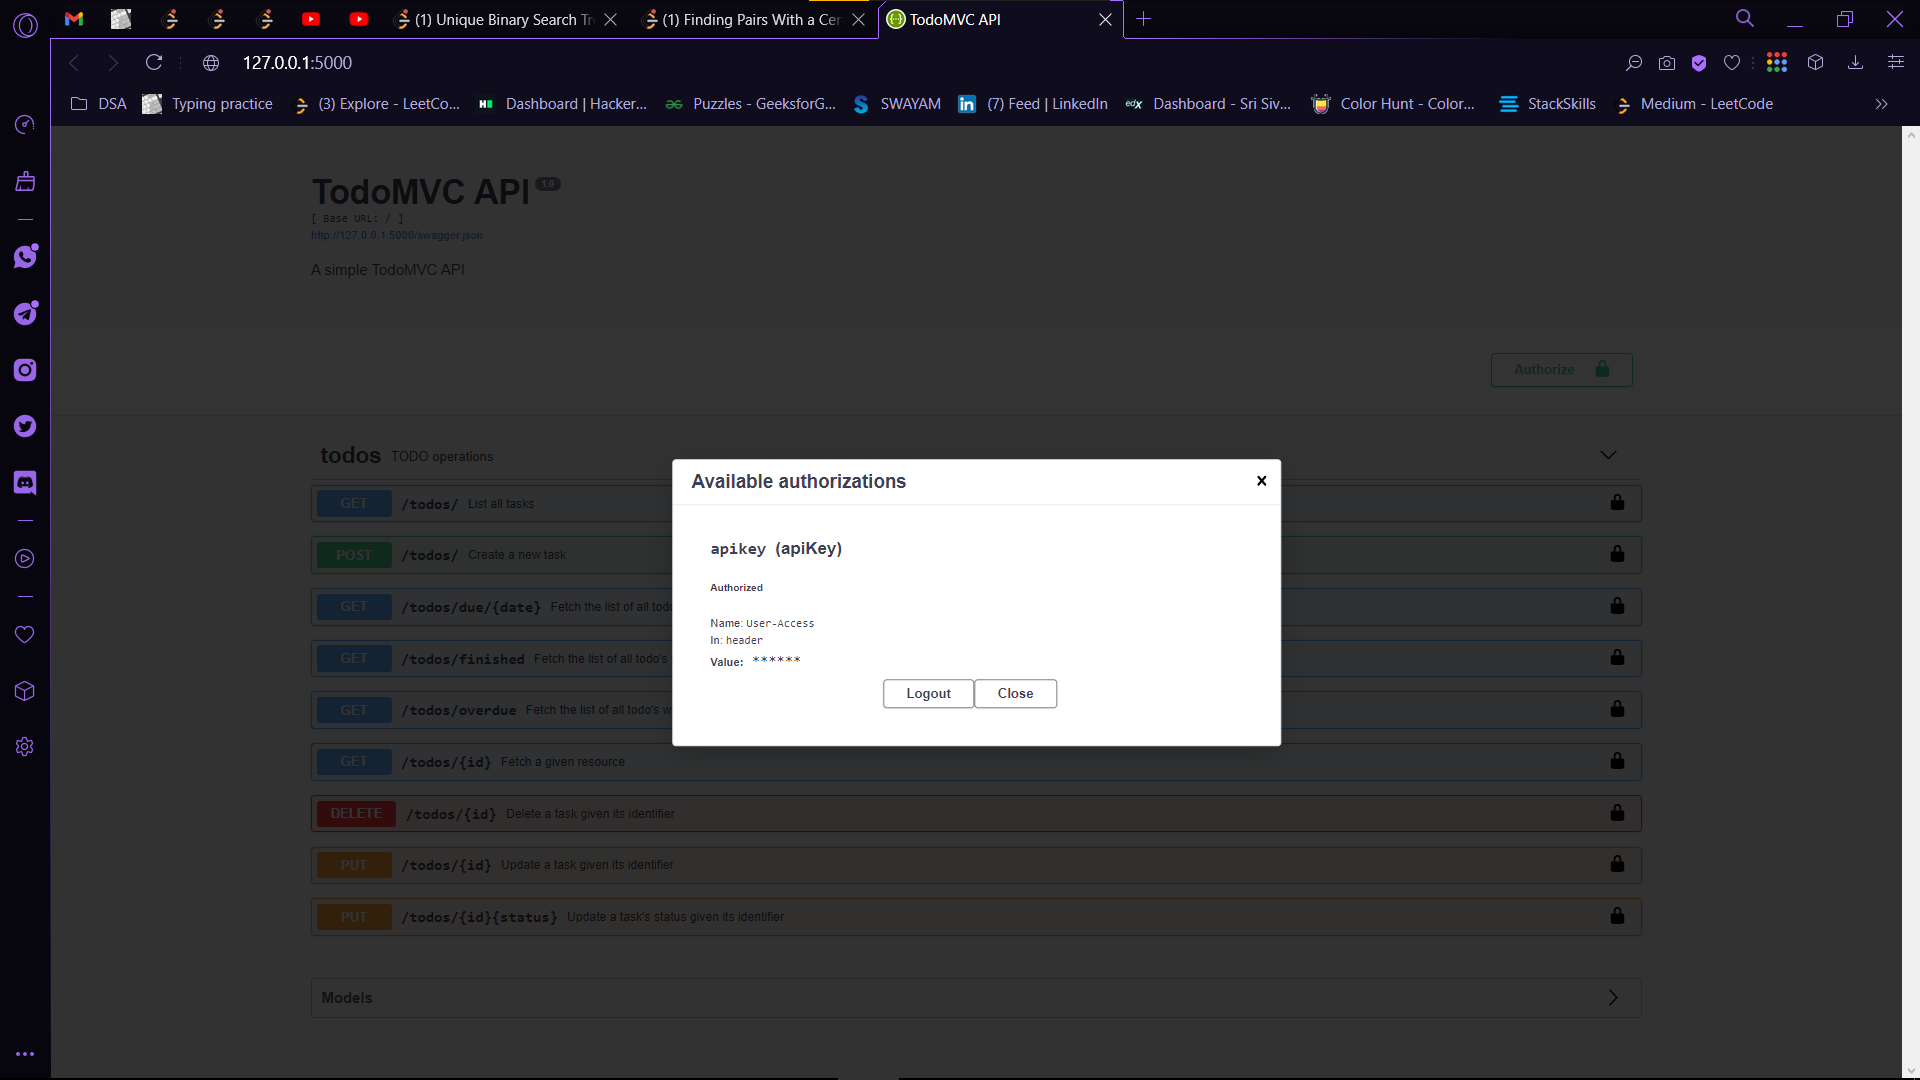 (1) Unique Binary Search Tr
(1) Finding Pairs With a Cer
TodoMVC API
127.0.0.1:5000
DSA
Typing practice
(3) Explore - LeetCo...
Dashboard | Hacker...
Puzzles - GeeksforG...
SWAYAM
(7) Feed | LinkedIn
edX Dashboard - Sri Siv...
Color Hunt - Color...
StackSkills
Medium - LeetCode
TodoMVC API 1.0
[ Base URL: / ]
http://127.0.0.1:5000/swagger.json
A simple TodoMVC API
Authorize
todos TODO operations
GET /todos/ List all tasks
POST /todos/ Create a new task
GET /todos/due/{date} Fetch the list of all todo
GET /todos/finished Fetch the list of all todo's
GET /todos/overdue Fetch the list of all todo's w
GET /todos/{id} Fetch a given resource
DELETE /todos/{id} Delete a task given its identifier
PUT /todos/{id} Update a task given its identifier
PUT /todos/{id}{status} Update a task's status given its identifier
Models
Available authorizations
apikey (apiKey)
Authorized
Name: User-Access
In: header
Value: ******
Logout
Close